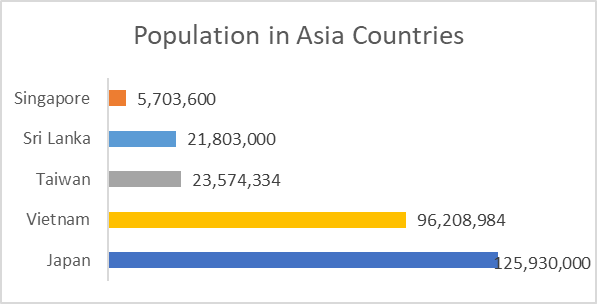 Population in Asia Countries
Singapore 5,703,600
Sri Lanka 21,803,000
Taiwan 23,574,334
Vietnam 96,208,984
Japan 125,930,000